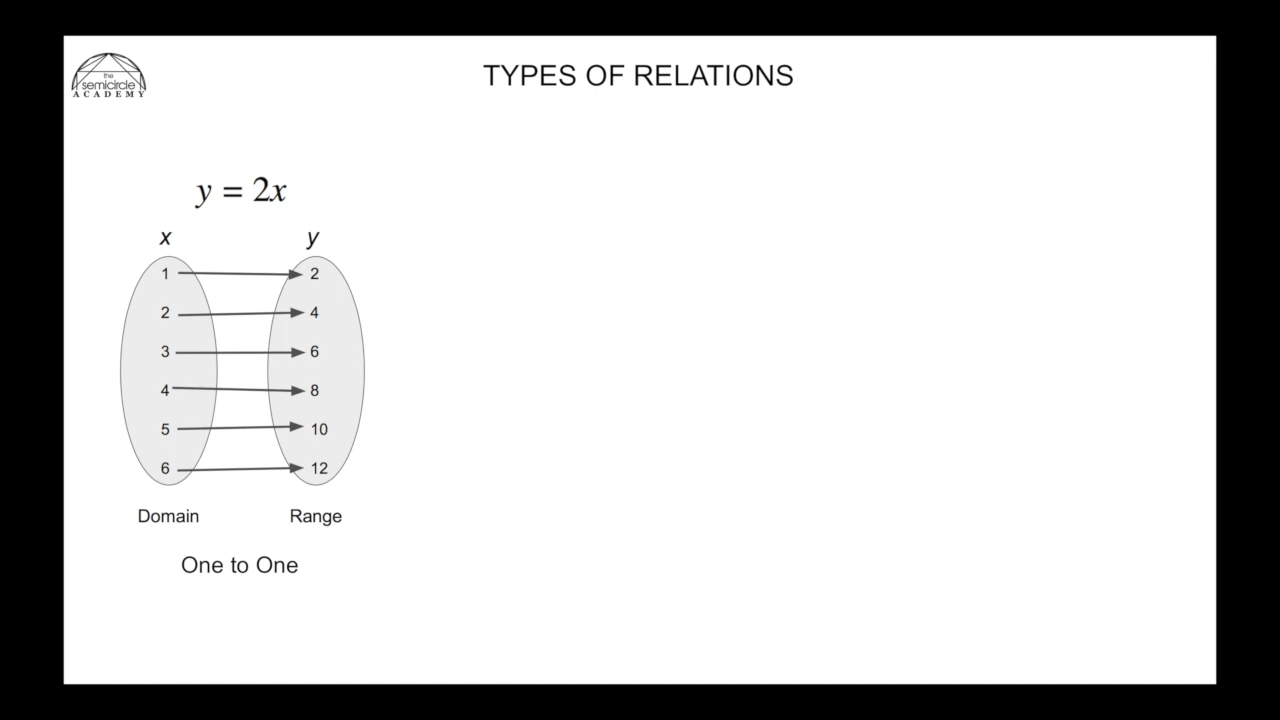 the
semicircle
ACADEMY
TYPES OF RELATIONS
y = 2x
x y
1 2
2 4
3 6
4 8
5 10
6 12
Domain Range
One to One